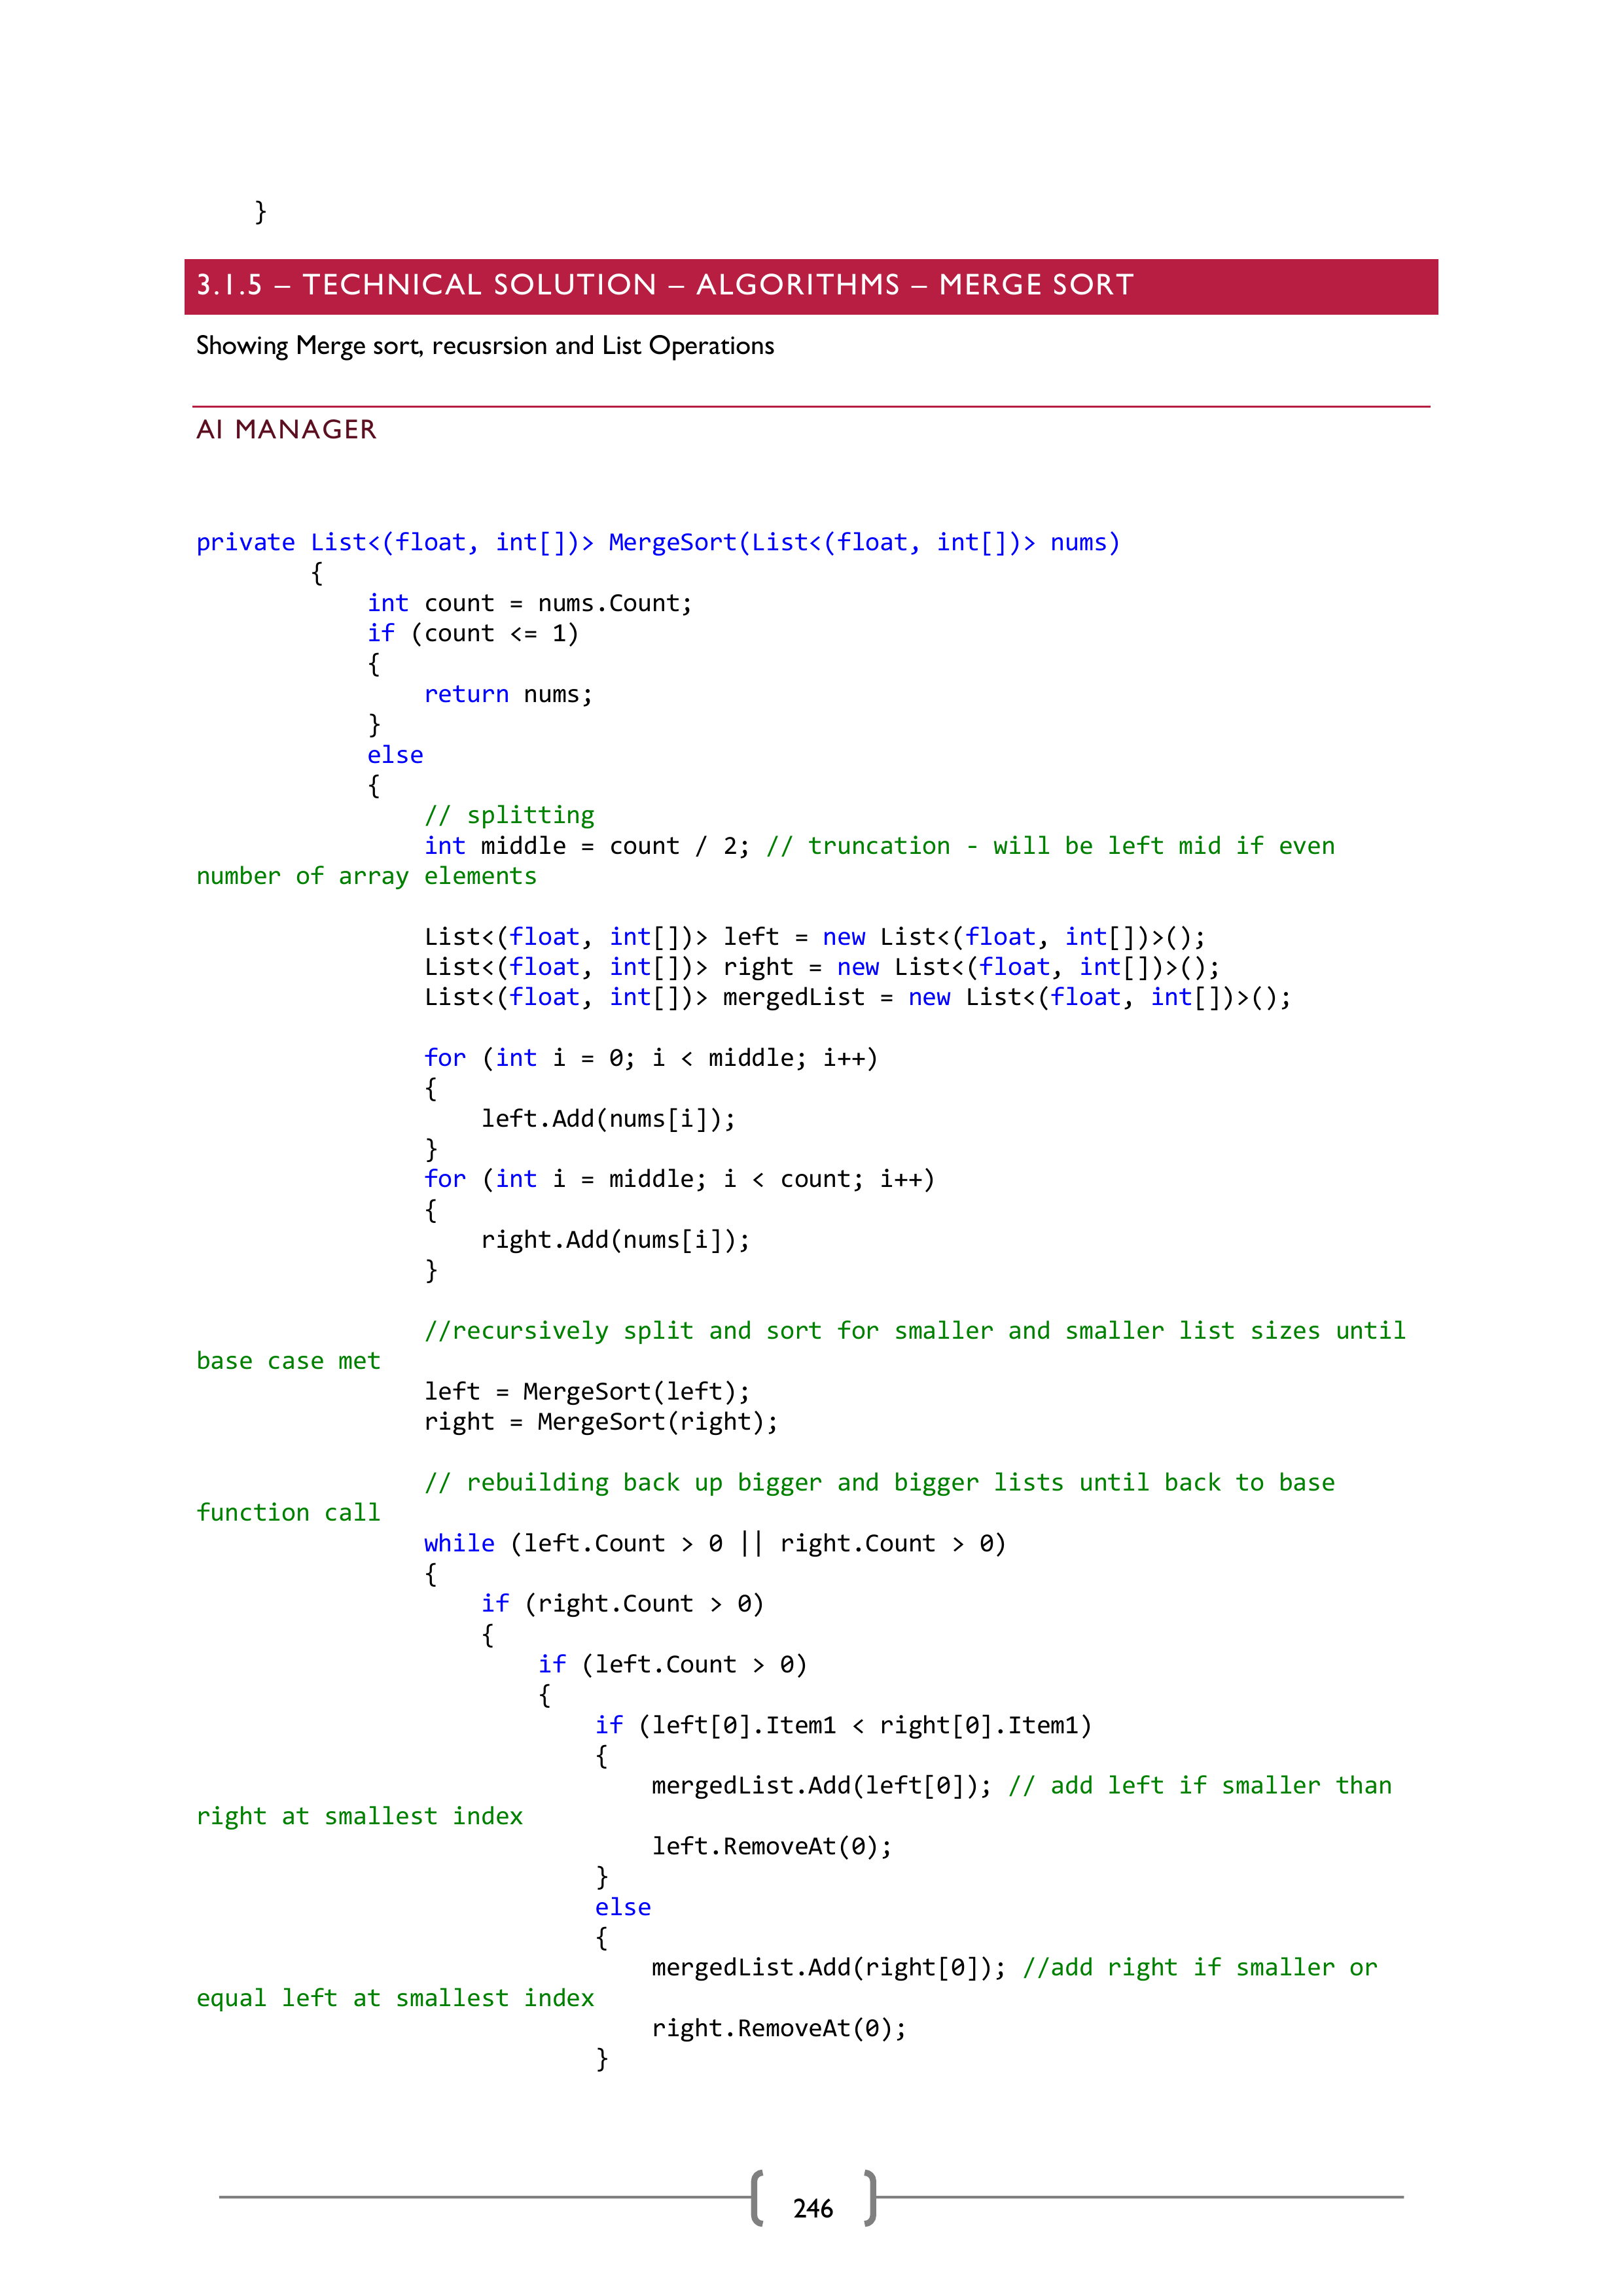 }
3.1.5 – TECHNICAL SOLUTION – ALGORITHMS – MERGE SORT
Showing Merge sort, recusrsion and List Operations
AI MANAGER
private List<(float, int[])> MergeSort(List<(float, int[])> nums)
{
int count = nums.Count;
if (count <= 1)
{
return nums;
}
else
{
// splitting
int middle = count / 2; // truncation - will be left mid if even
number of array elements
List<(float, int[])> left = new List<(float, int[])>();
List<(float, int[])> right = new List<(float, int[])>();
List<(float, int[])> mergedList = new List<(float, int[])>();
for (int i = 0; i < middle; i++)
{
left.Add(nums[i]);
}
for (int i = middle; i < count; i++)
{
right.Add(nums[i]);
}
//recursively split and sort for smaller and smaller list sizes until
base case met
left = MergeSort(left);
right = MergeSort(right);
// rebuilding back up bigger and bigger lists until back to base
function call
while (left.Count > 0 || right.Count > 0)
{
if (right.Count > 0)
{
if (left.Count > 0)
{
if (left[0].Item1 < right[0].Item1)
{
mergedList.Add(left[0]); // add left if smaller than
right at smallest index
left.RemoveAt(0);
}
else
{
mergedList.Add(right[0]); //add right if smaller or
equal left at smallest index
right.RemoveAt(0);
}
246